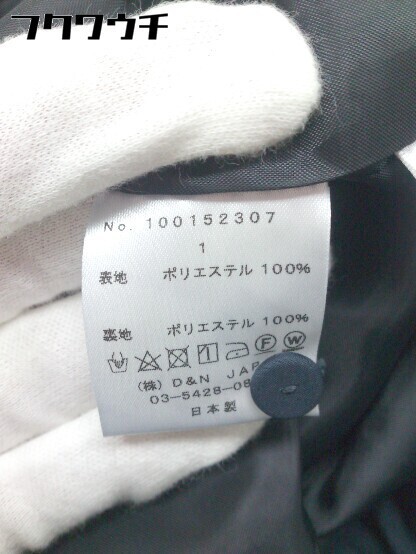 フクワウチ
No. 100152307
1
表地 ポリエステル 100%
裏地 ポリエステル 100%
F W
(株) D&N JAP
03-5428-08
日本製